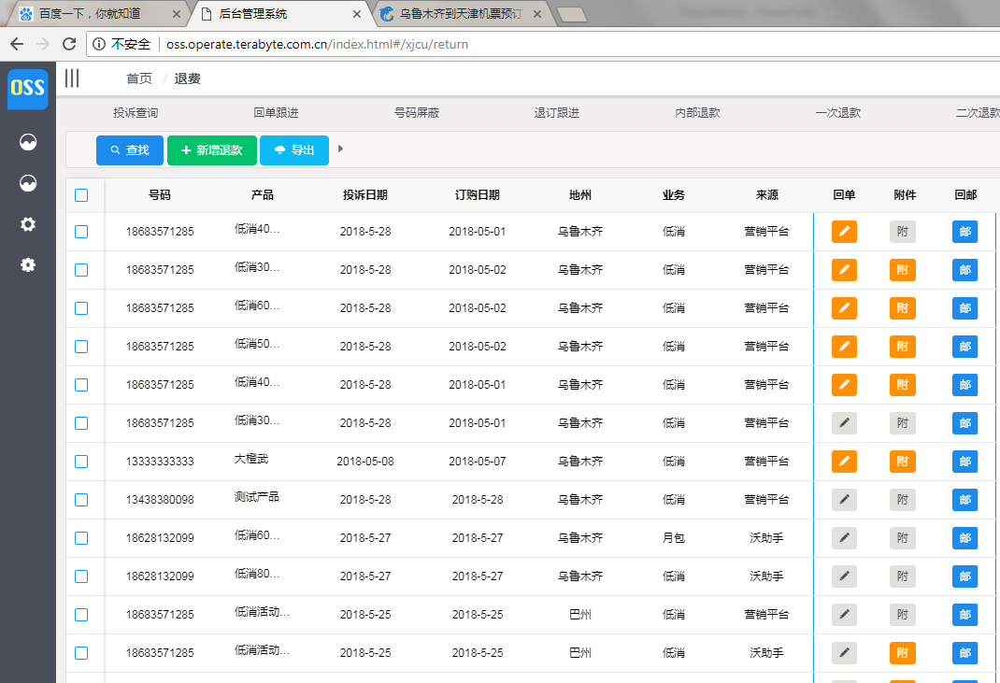 百度一下，你就知道 后台管理系统 乌鲁木齐到天津机票预订
不安全 oss.operate.terabyte.com.cn/index.html#/xjcu/return
OSS 首页 / 退费
投诉查询 回单跟进 号码屏蔽 退订跟进 内部退款 一次退款 二次退款
查找 新增退款 导出
号码 产品 投诉日期 订购日期 地州 业务 来源 回单 附件 回邮
18683571285 低消40... 2018-5-28 2018-05-01 乌鲁木齐 低消 营销平台 附 邮
18683571285 低消30... 2018-5-28 2018-05-02 乌鲁木齐 低消 营销平台 附 邮
18683571285 低消60... 2018-5-28 2018-05-02 乌鲁木齐 低消 营销平台 附 邮
18683571285 低消50... 2018-5-28 2018-05-02 乌鲁木齐 低消 营销平台 附 邮
18683571285 低消40... 2018-5-28 2018-05-01 乌鲁木齐 低消 营销平台 附 邮
18683571285 低消30... 2018-5-28 2018-05-01 乌鲁木齐 低消 营销平台 附 邮
13333333333 大橙武 2018-05-08 2018-05-07 乌鲁木齐 低消 营销平台 附 邮
13438380098 测试产品 2018-5-28 2018-5-28 乌鲁木齐 低消 营销平台 附 邮
18628132099 低消60... 2018-5-27 2018-5-27 乌鲁木齐 月包 沃助手 附 邮
18628132099 低消80... 2018-5-27 2018-5-27 乌鲁木齐 低消 沃助手 附 邮
18683571285 低消活动... 2018-5-25 2018-5-25 巴州 低消 营销平台 附 邮
18683571285 低消活动... 2018-5-25 2018-5-25 巴州 低消 沃助手 附 邮